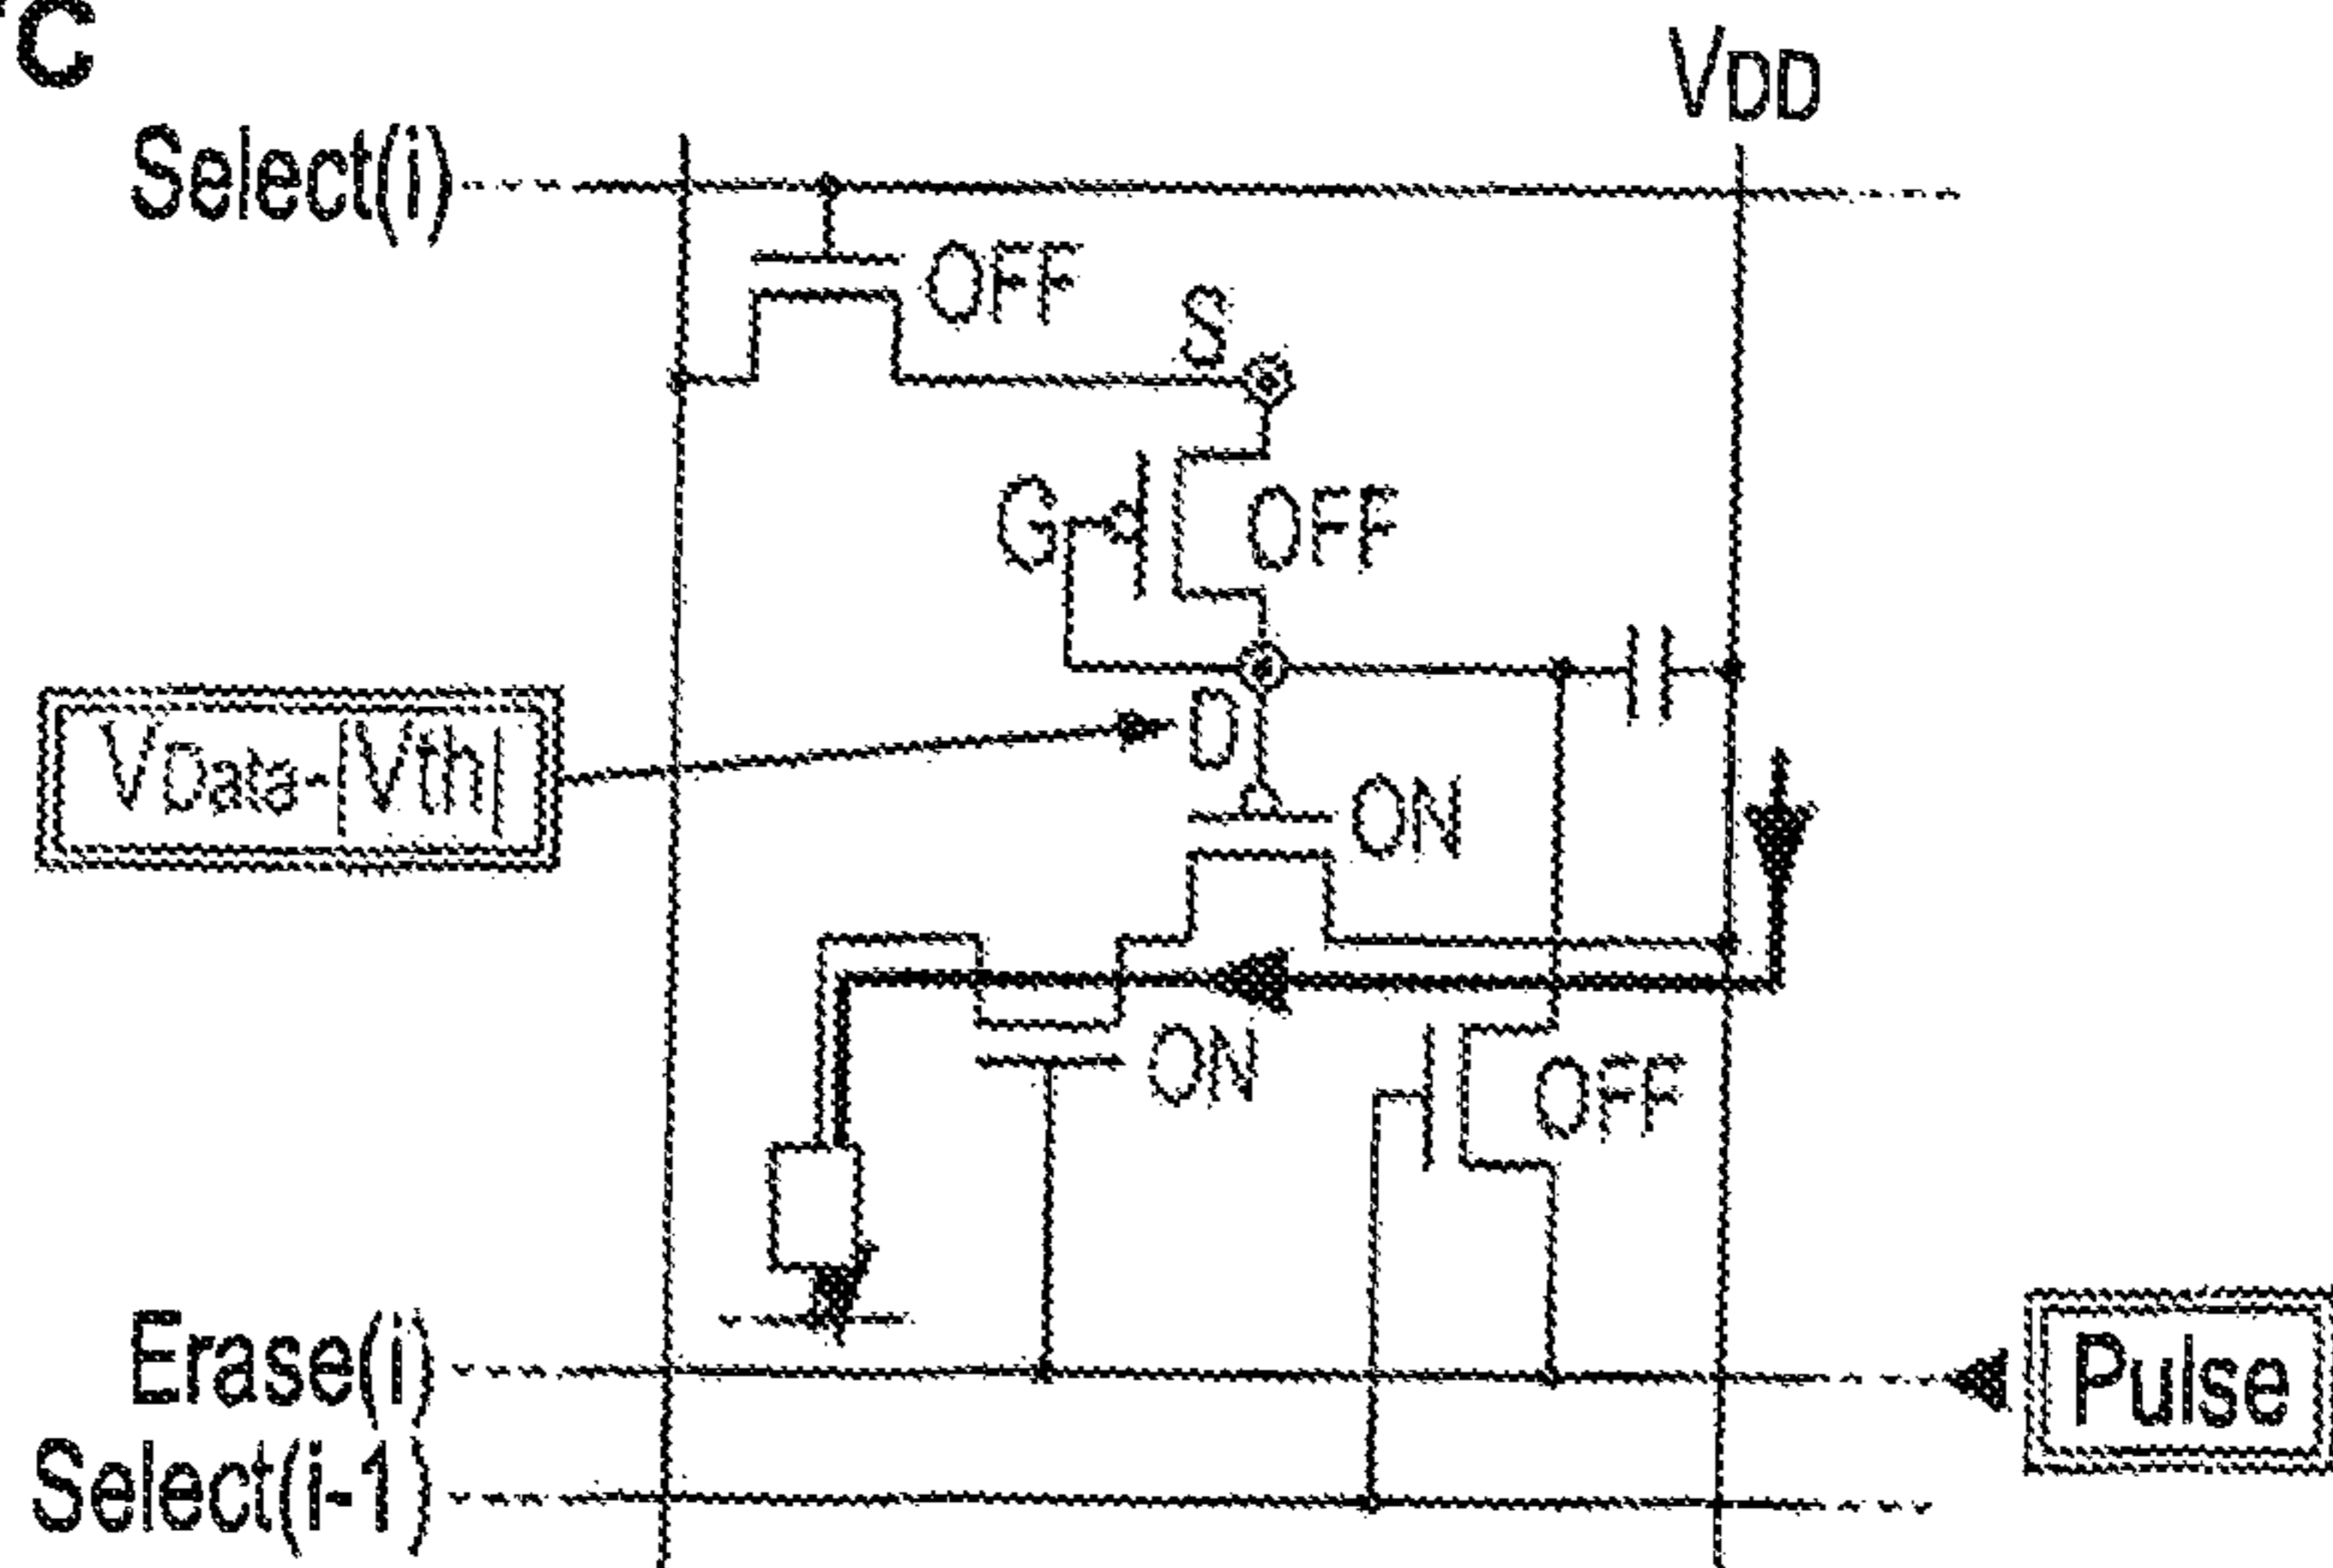 C
VDD
Select(i)
OFF
S
G
OFF
D
VData-|Vth|
ON
ON
OFF
Erase(i)
Pulse
Select(i-1)